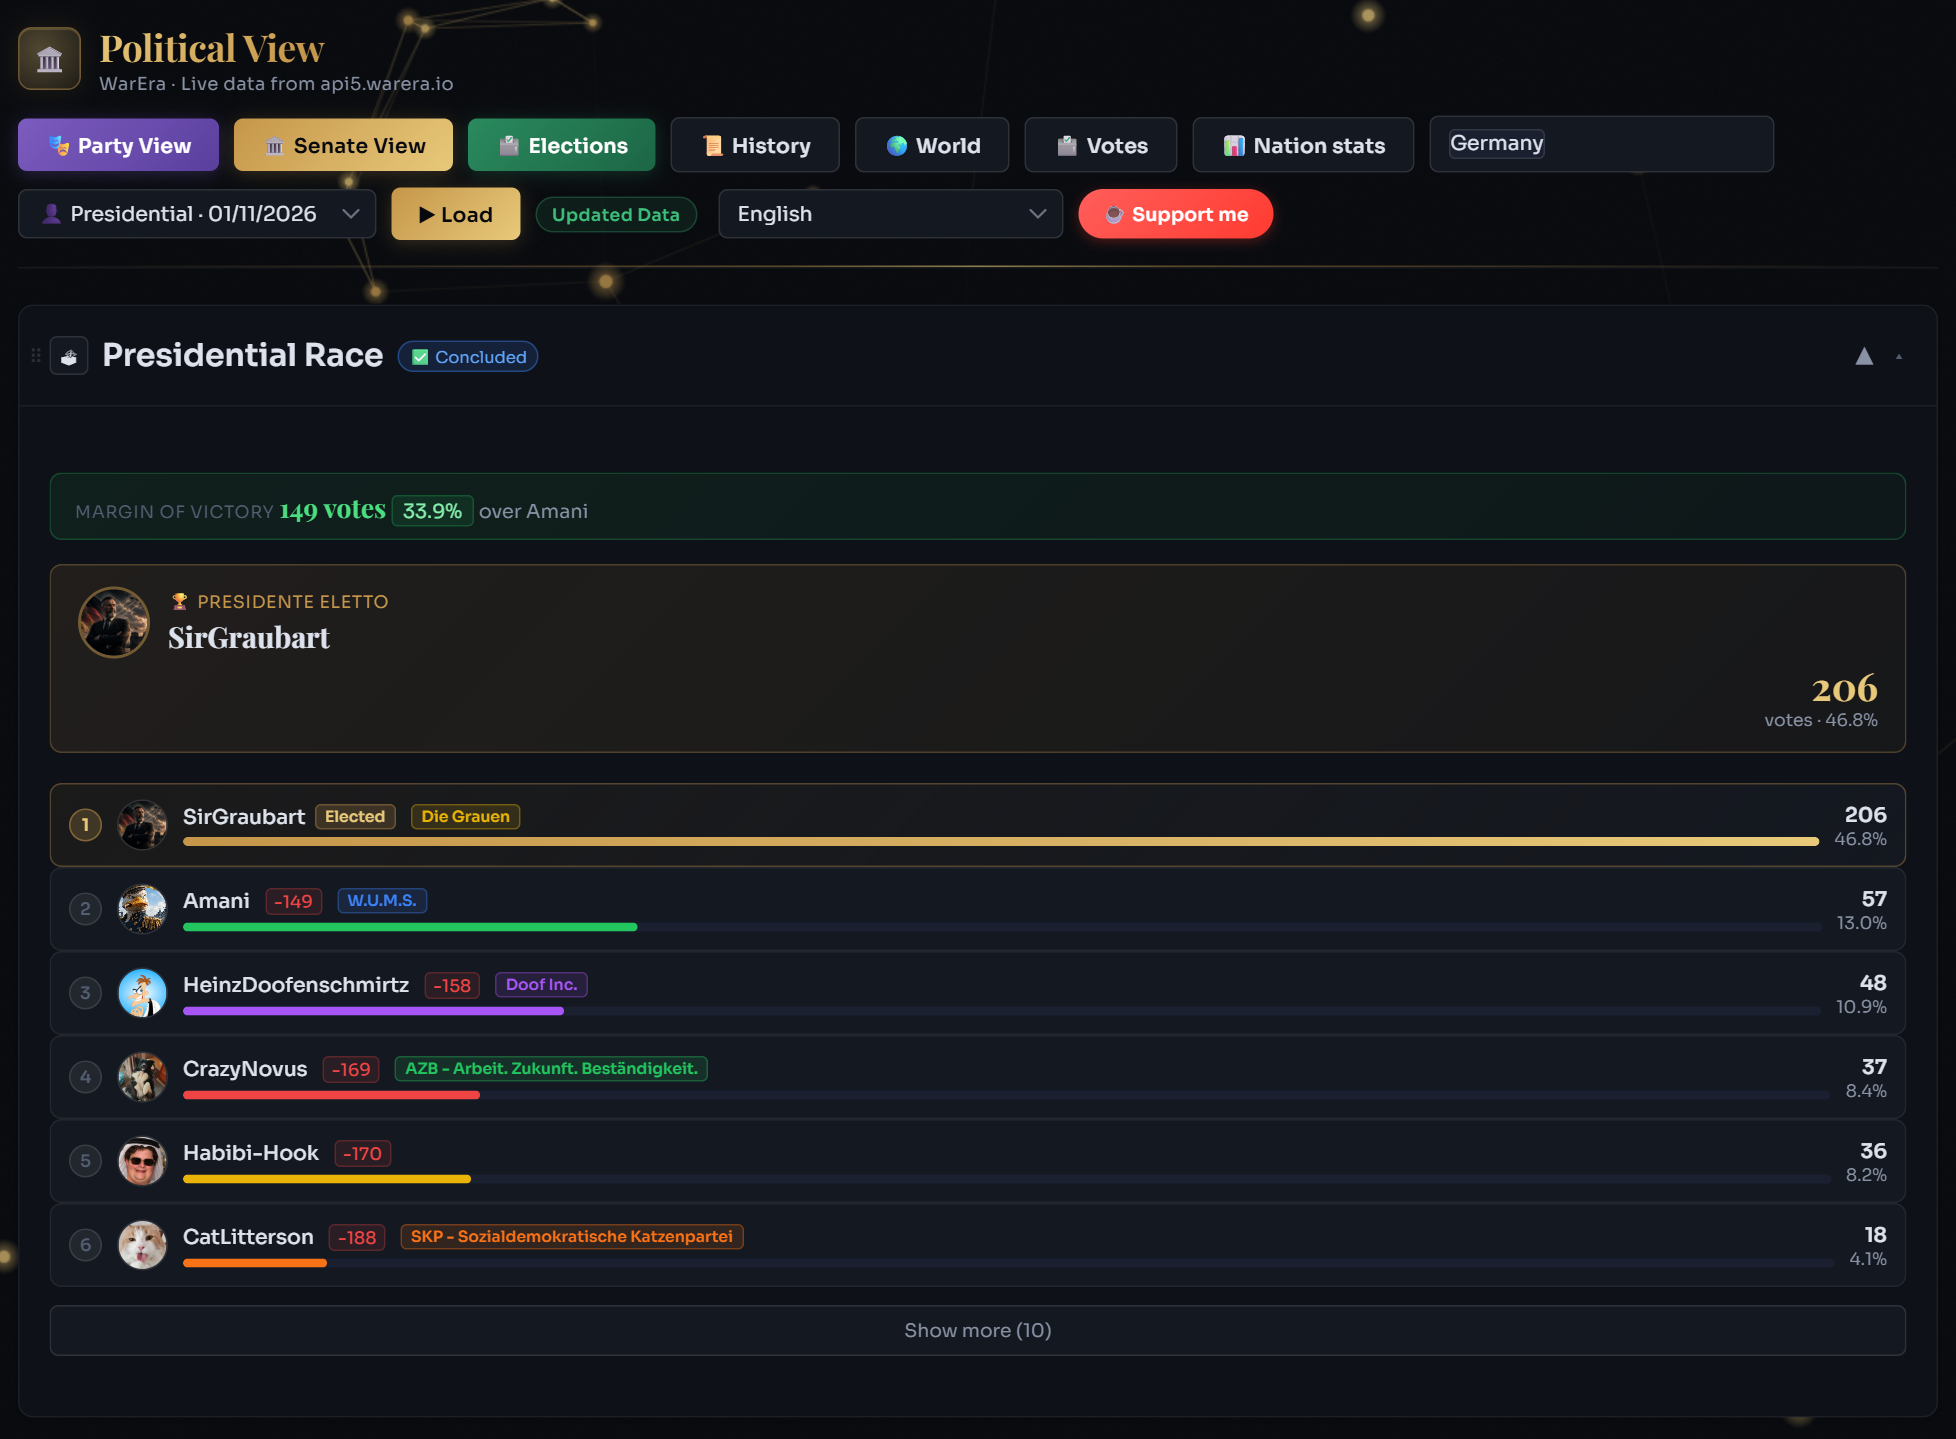 Political View
WarEra · Live data from api5.warera.io
Party View
Senate View
Elections
History
World
Votes
Nation stats
Germany
Presidential · 01/11/2026
Load
Updated Data
English
Support me
Presidential Race
Concluded
MARGIN OF VICTORY 149 votes 33.9% over Amani
PRESIDENTE ELETTO
SirGraubart
206
votes · 46.8%
1 SirGraubart Elected Die Grauen 206
46.8%
2 Amani -149 W.U.M.S. 57
13.0%
3 HeinzDoofenschmirtz -158 Doof Inc. 48
10.9%
4 CrazyNovus -169 AZB - Arbeit. Zukunft. Beständigkeit. 37
8.4%
5 Habibi-Hook -170 36
8.2%
6 CatLitterson -188 SKP - Sozialdemokratische Katzenpartei 18
4.1%
Show more (10)